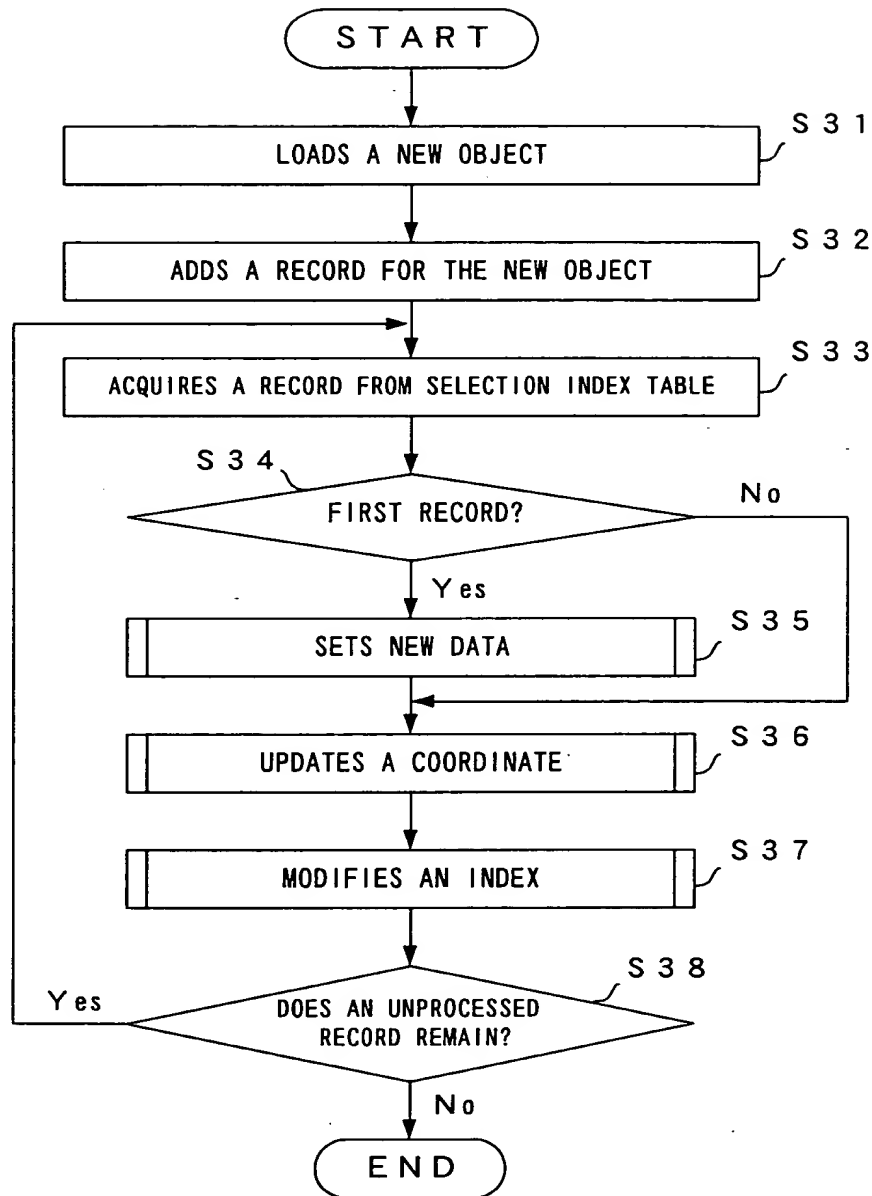 START
S31
LOADS A NEW OBJECT
S32
ADDS A RECORD FOR THE NEW OBJECT
S33
ACQUIRES A RECORD FROM SELECTION INDEX TABLE
S34
FIRST RECORD?
No
Yes
S35
SETS NEW DATA
S36
UPDATES A COORDINATE
S37
MODIFIES AN INDEX
S38
Yes
DOES AN UNPROCESSED
RECORD REMAIN?
No
END